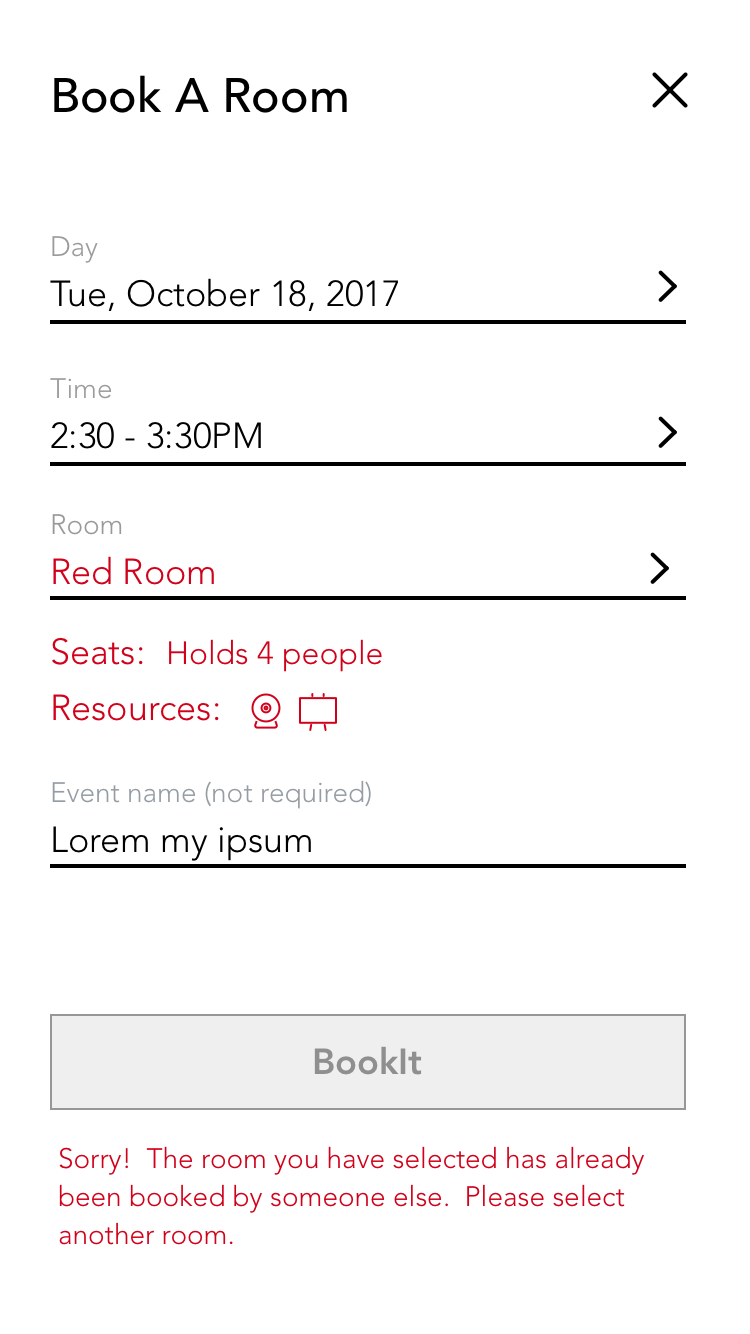 Book A Room
Day
Tue, October 18, 2017
Time
2:30 - 3:30PM
Room
Red Room
Seats: Holds 4 people
Resources:
Event name (not required)
Lorem my ipsum
BookIt
Sorry! The room you have selected has already
been booked by someone else. Please select
another room.